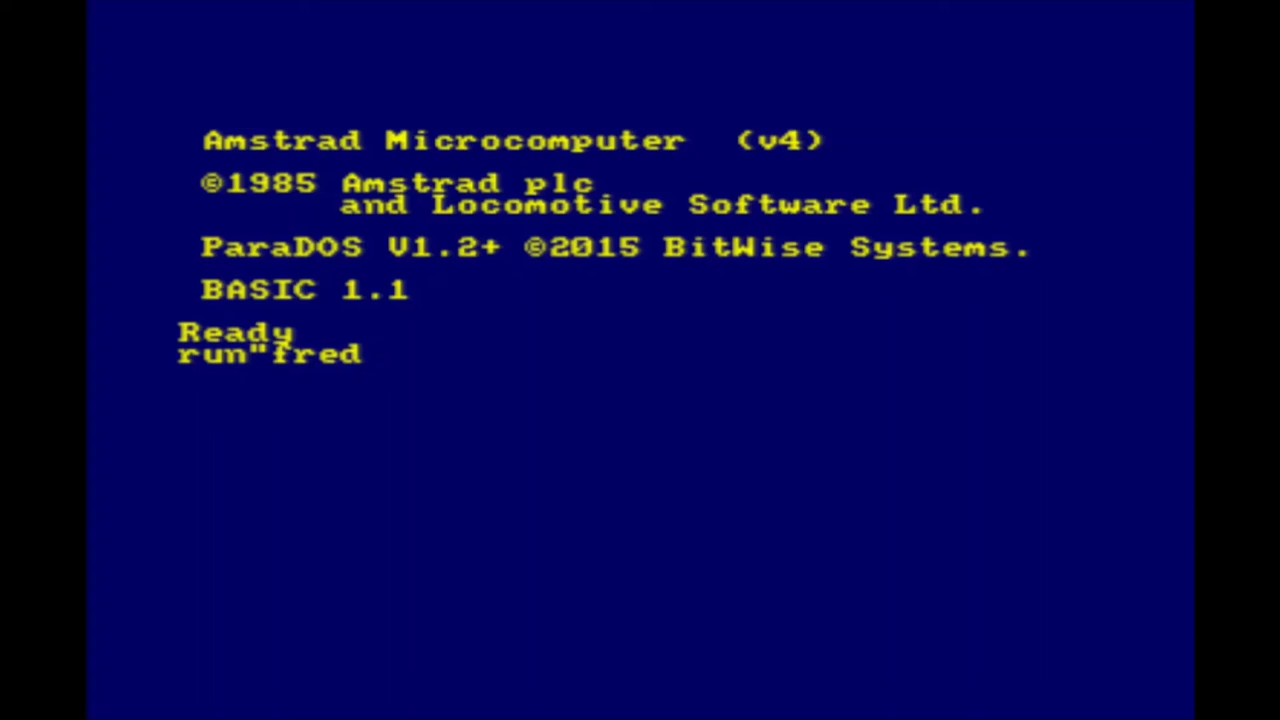 Amstrad Microcomputer  (v4)
©1985 Amstrad plc
and Locomotive Software Ltd.
ParaDOS V1.2+ ©2015 BitWise Systems.
BASIC 1.1
Ready
run"fred